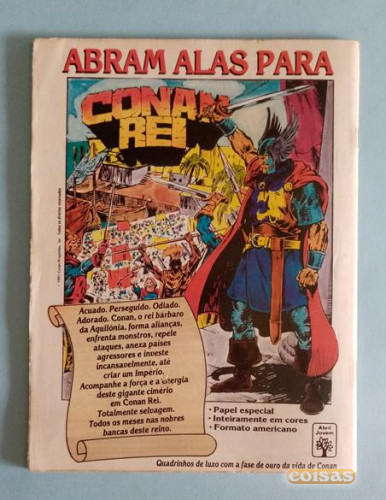 ABRAM ALAS PARA
CONAN
REI
Acuado. Perseguido. Odiado.
Adorado. Conan, o rei bárbaro
da Aquilônia, forma alianças,
enfrenta monstros, repele
ataques, anexa países
agressores e investe
incansavelmente, até
criar um Império.
Acompanhe a força e a energia
deste gigante cimério
em Conan Rei.
Totalmente selvagem.
Todos os meses nas nobres
bancas deste reino.
• Papel especial
• Inteiramente em cores
• Formato americano
Abril
Jovem
Quadrinhos de luxo com a fase de ouro da vida de Conan
coisas